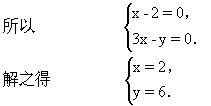 所以 { x - 2 = 0，
3x - y = 0.
解之得 { x = 2，
y = 6.